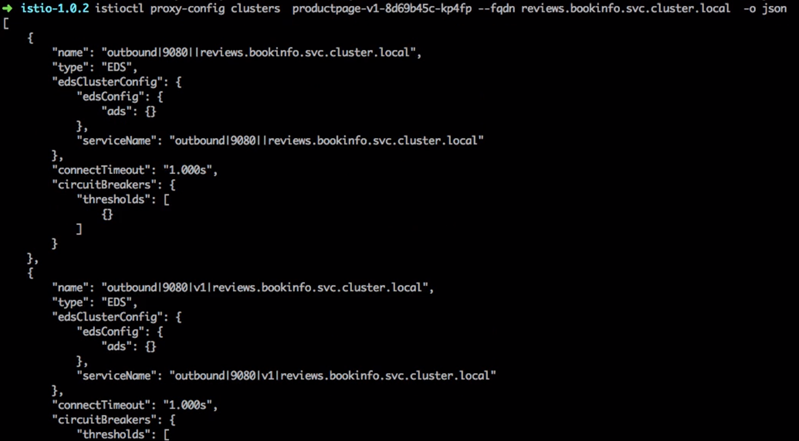 ➜ istio-1.0.2 istioctl proxy-config clusters  productpage-v1-8d69b45c-kp4fp --fqdn reviews.bookinfo.svc.cluster.local  -o json
[
    {
        "name": "outbound|9080||reviews.bookinfo.svc.cluster.local",
        "type": "EDS",
        "edsClusterConfig": {
            "edsConfig": {
                "ads": {}
            },
            "serviceName": "outbound|9080||reviews.bookinfo.svc.cluster.local"
        },
        "connectTimeout": "1.000s",
        "circuitBreakers": {
            "thresholds": [
                {}
            ]
        }
    },
    {
        "name": "outbound|9080|v1|reviews.bookinfo.svc.cluster.local",
        "type": "EDS",
        "edsClusterConfig": {
            "edsConfig": {
                "ads": {}
            },
            "serviceName": "outbound|9080|v1|reviews.bookinfo.svc.cluster.local"
        },
        "connectTimeout": "1.000s",
        "circuitBreakers": {
            "thresholds": [